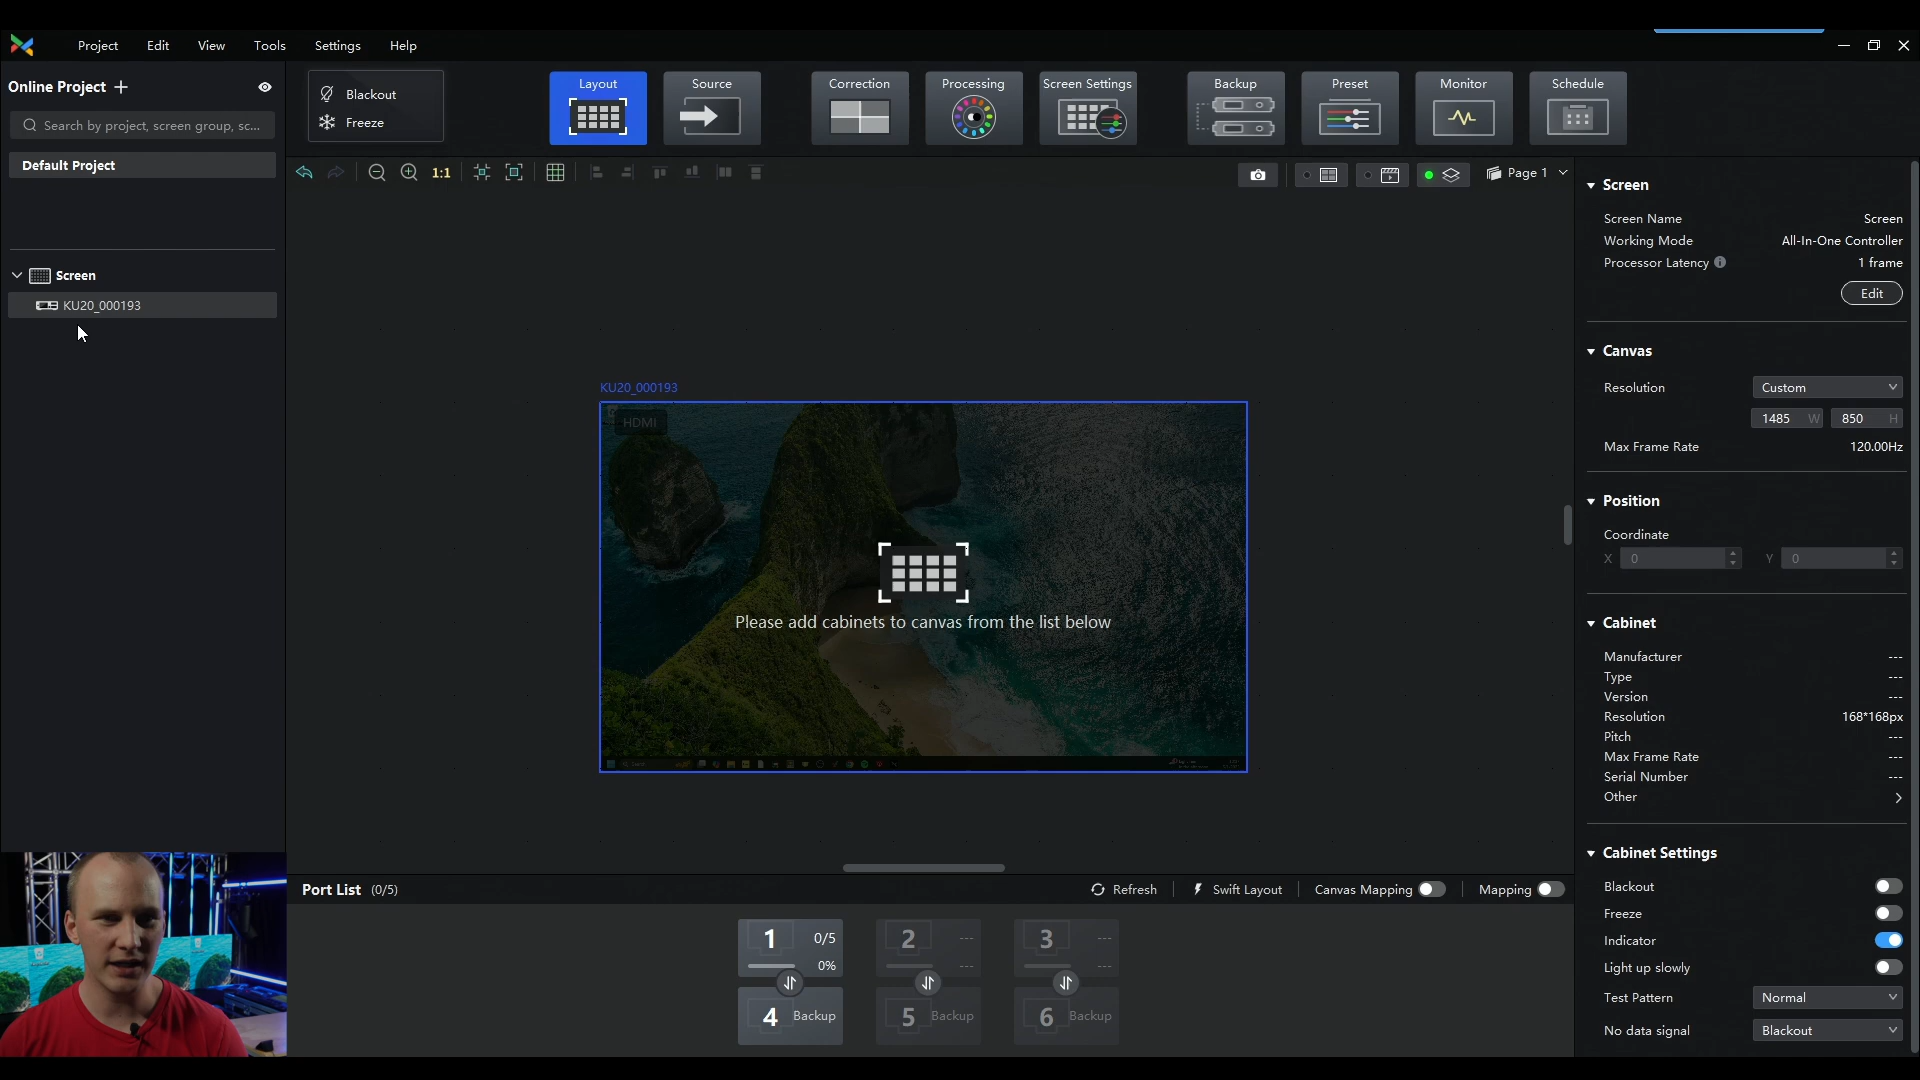 Project
Edit
View
Tools
Settings
Help
Online Project
Search by project, screen group, sc...
Default Project
Screen
KU20_000193
Blackout
Freeze
Layout
Source
Correction
Processing
Screen Settings
Backup
Preset
Monitor
Schedule
1:1
Page 1
KU20_000193
HDMI
Please add cabinets to canvas from the list below
Screen
Screen Name Screen
Working Mode All-In-One Controller
Processor Latency 1 frame
Edit
Canvas
Resolution Custom
1485 W 850 H
Max Frame Rate 120.00Hz
Position
Coordinate
X 0 Y 0
Cabinet
Manufacturer ---
Type ---
Version ---
Resolution 168*168px
Pitch ---
Max Frame Rate ---
Serial Number ---
Other
Cabinet Settings
Blackout
Freeze
Indicator
Light up slowly
Test Pattern Normal
No data signal Blackout
Port List (0/5)
Refresh
Swift Layout
Canvas Mapping
Mapping
1 0/5
0%
4 Backup
2 ---
---
5 Backup
3 ---
---
6 Backup